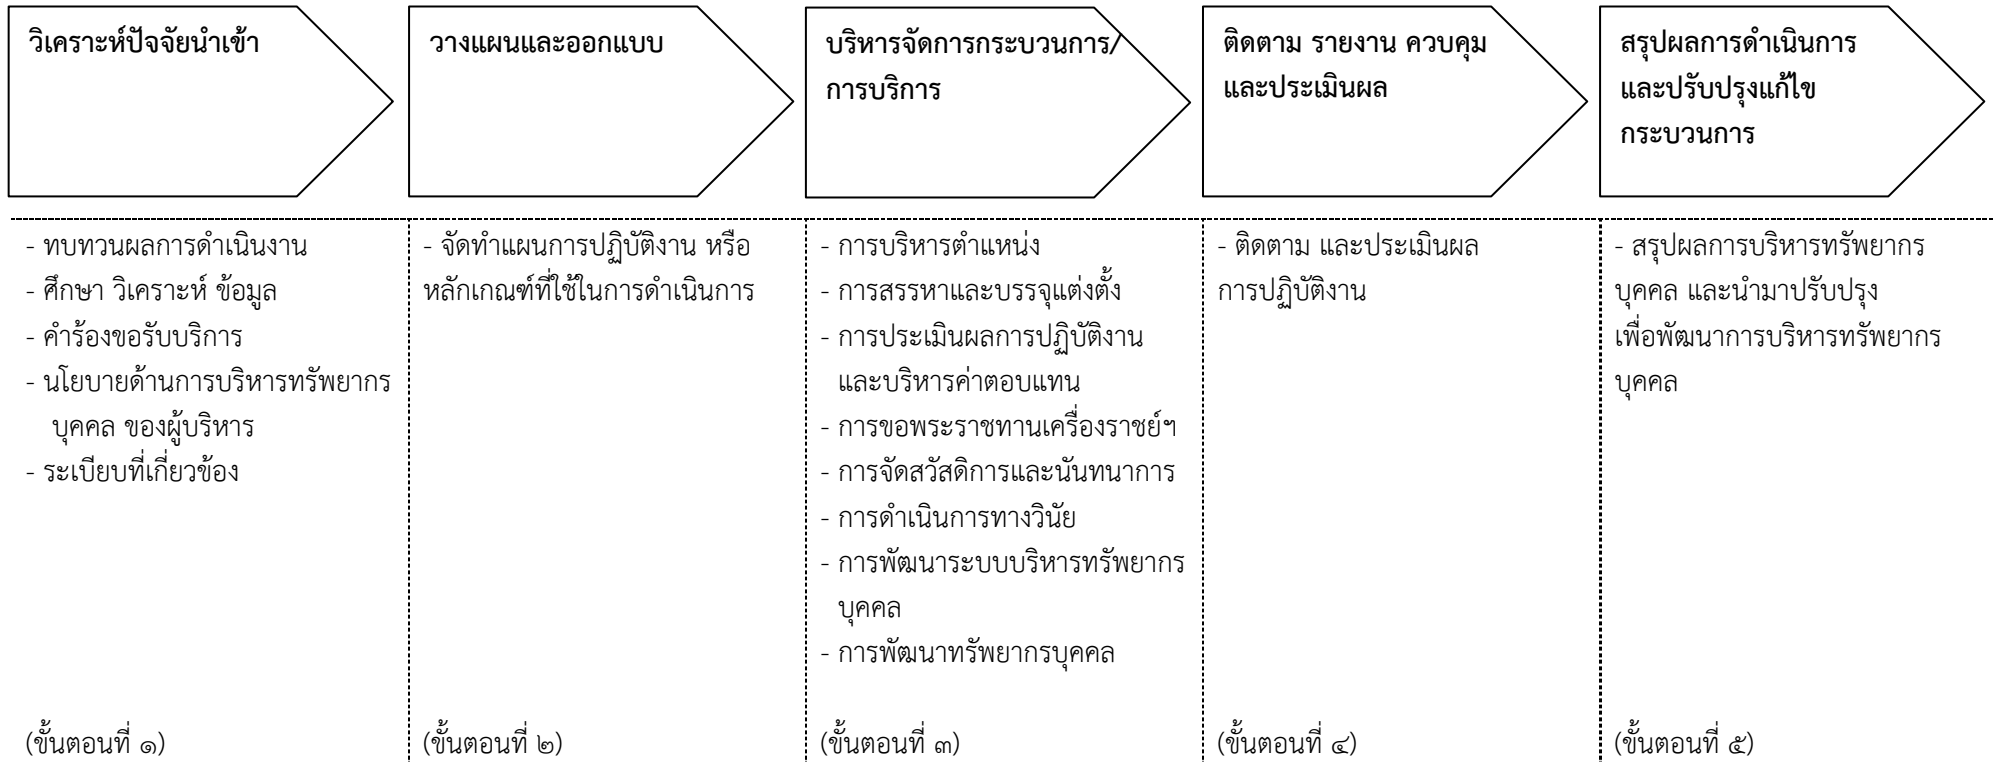 วิเคราะห์ปัจจัยนำเข้า
วางแผนและออกแบบ
บริหารจัดการกระบวนการ/
การบริการ
ติดตาม รายงาน ควบคุม
และประเมินผล
สรุปผลการดำเนินการ
และปรับปรุงแก้ไข
กระบวนการ
- ทบทวนผลการดำเนินงาน
- ศึกษา วิเคราะห์ ข้อมูล
- คำร้องขอรับบริการ
- นโยบายด้านการบริหารทรัพยากร
บุคคล ของผู้บริหาร
- ระเบียบที่เกี่ยวข้อง
(ขั้นตอนที่ ๑)
- จัดทำแผนการปฏิบัติงาน หรือ
หลักเกณฑ์ที่ใช้ในการดำเนินการ
(ขั้นตอนที่ ๒)
- การบริหารตำแหน่ง
- การสรรหาและบรรจุแต่งตั้ง
- การประเมินผลการปฏิบัติงาน
และบริหารค่าตอบแทน
- การขอพระราชทานเครื่องราชย์ฯ
- การจัดสวัสดิการและนันทนาการ
- การดำเนินการทางวินัย
- การพัฒนาระบบบริหารทรัพยากร
บุคคล
- การพัฒนาทรัพยากรบุคคล
(ขั้นตอนที่ ๓)
- ติดตาม และประเมินผล
การปฏิบัติงาน
(ขั้นตอนที่ ๔)
- สรุปผลการบริหารทรัพยากร
บุคคล และนำมาปรับปรุง
เพื่อพัฒนาการบริหารทรัพยากร
บุคคล
(ขั้นตอนที่ ๕)